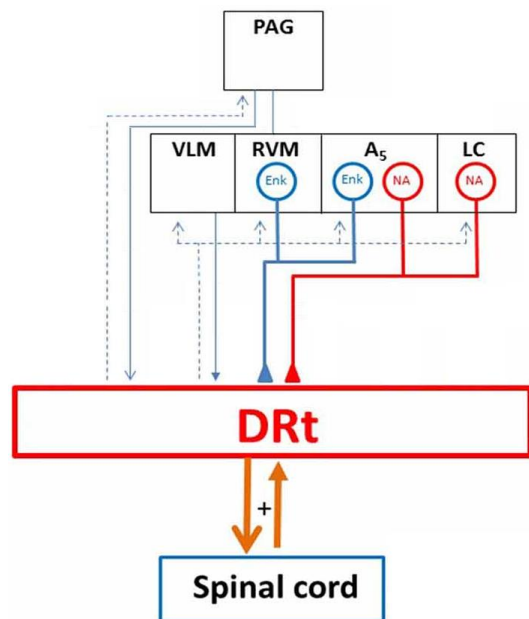 PAG
VLM RVM A₅ LC
Enk Enk NA NA
DRt
+
Spinal cord